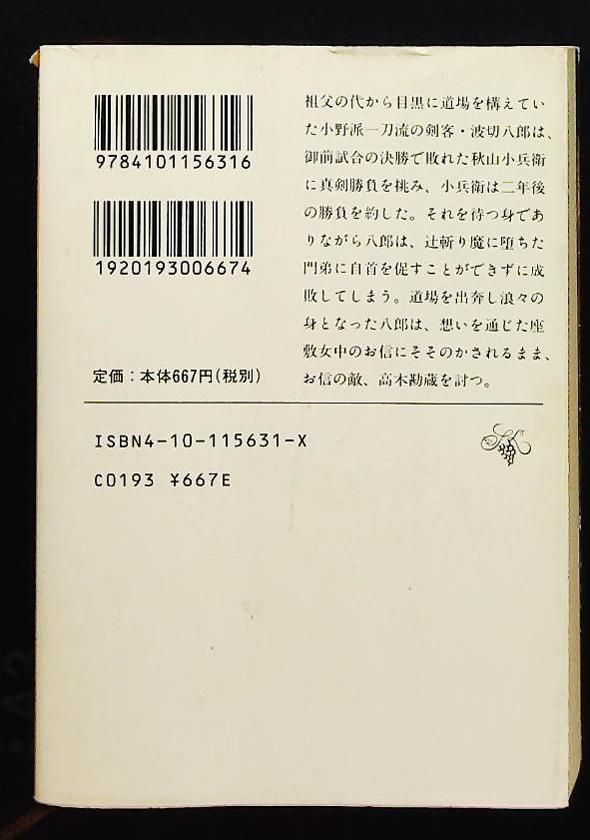 9784101156316
1920193006674
定価：本体667円（税別）
祖父の代から目黒に道場を構えてい
た小野派一刀流の剣客・波切八郎は、
御前試合の決勝で敗れた秋山小兵衛
に真剣勝負を挑み、小兵衛は二年後
の勝負を約した。それを待つ身であ
りながら八郎は、辻斬り魔に堕ちた
門弟に自首を促すことができずに成
敗してしまう。道場を出奔し浪々の
身となった八郎は、想いを通じた座
敷女中のお信にそそのかされるまま、
お信の敵、高木勘蔵を討つ。
ISBN4-10-115631-X
C0193 ¥667E